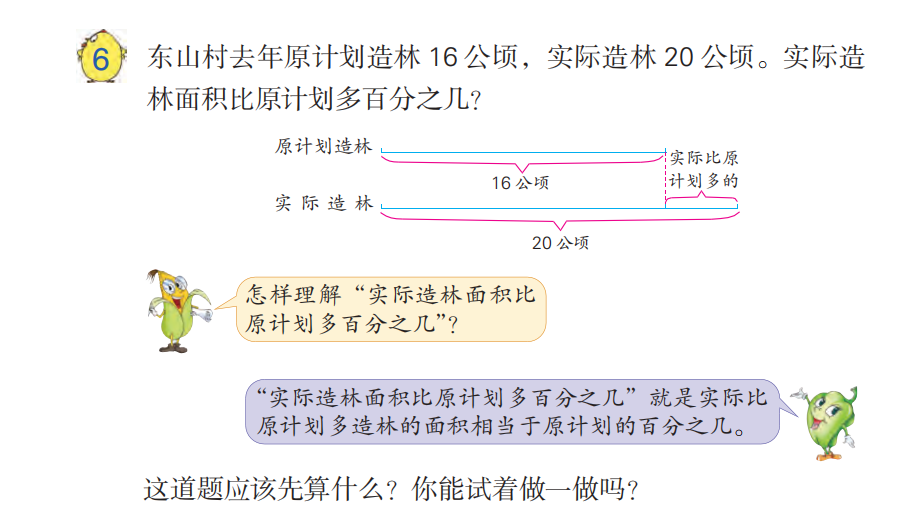 6
东山村去年原计划造林 16 公顷，实际造林 20 公顷。实际造
林面积比原计划多百分之几？
原计划造林
实际比原
计划多的
16 公顷
实 际 造 林
20 公顷
怎样理解“实际造林面积比
原计划多百分之几”？
“实际造林面积比原计划多百分之几”就是实际比
原计划多造林的面积相当于原计划的百分之几。
这道题应该先算什么？你能试着做一做吗？